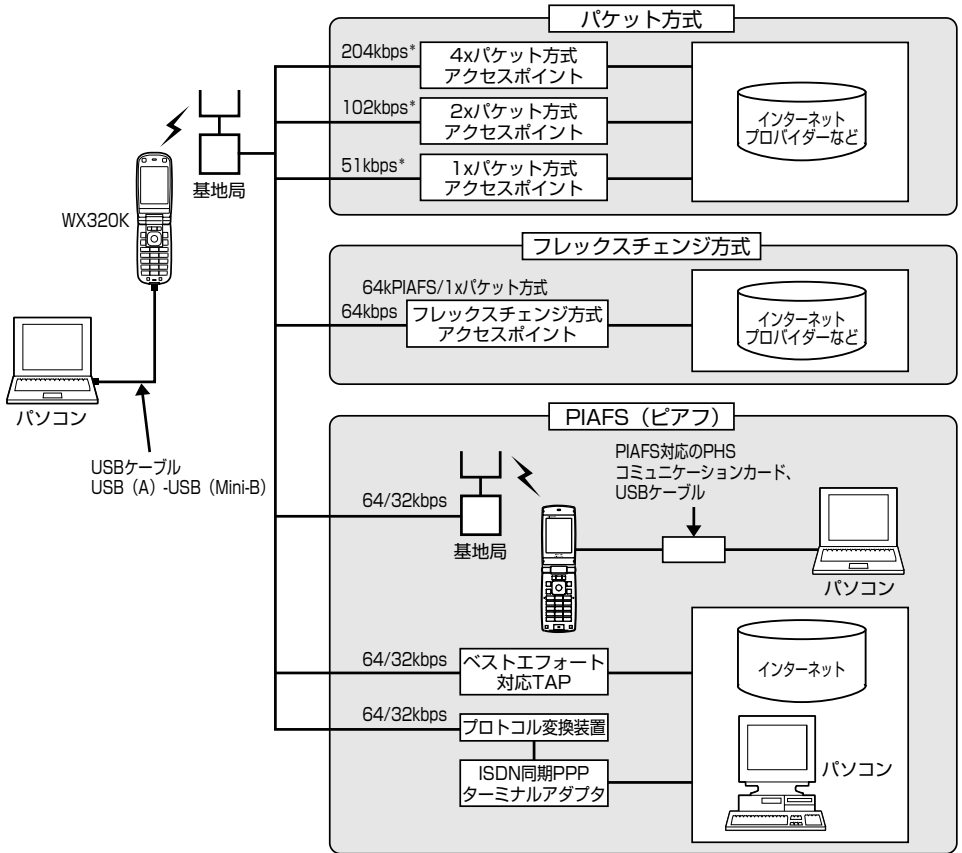 パケット方式
204kbps*
4xパケット方式
アクセスポイント
102kbps*
2xパケット方式
アクセスポイント
51kbps*
1xパケット方式
アクセスポイント
インターネット
プロバイダーなど
基地局
WX320K
パソコン
USBケーブル
USB（A）-USB（Mini-B）
フレックスチェンジ方式
64kPIAFS/1xパケット方式
64kbps
フレックスチェンジ方式
アクセスポイント
インターネット
プロバイダーなど
PIAFS（ピアフ）
PIAFS対応のPHS
コミュニケーションカード、
USBケーブル
64/32kbps
基地局
パソコン
64/32kbps
ベストエフォート
対応TAP
インターネット
64/32kbps
プロトコル変換装置
ISDN同期PPP
ターミナルアダプタ
パソコン